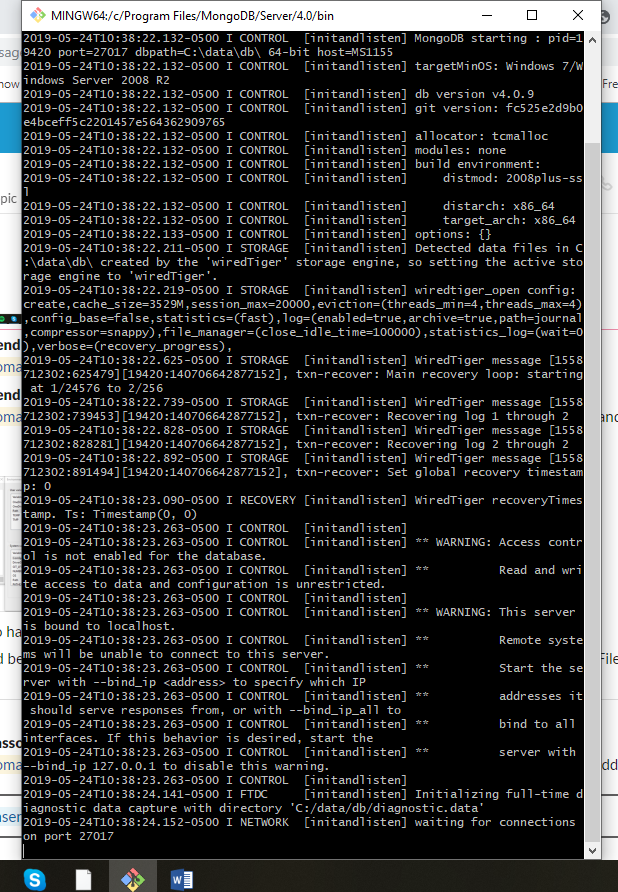 MINGW64:/c/Program Files/MongoDB/Server/4.0/bin
2019-05-24T10:38:22.132-0500 I CONTROL  [initandlisten] MongoDB starting : pid=1
9420 port=27017 dbpath=C:\data\db\ 64-bit host=MS1155
2019-05-24T10:38:22.132-0500 I CONTROL  [initandlisten] targetMinOS: Windows 7/W
indows Server 2008 R2
2019-05-24T10:38:22.132-0500 I CONTROL  [initandlisten] db version v4.0.9
2019-05-24T10:38:22.132-0500 I CONTROL  [initandlisten] git version: fc525e2d9b0
e4bceff5c2201457e564362909765
2019-05-24T10:38:22.132-0500 I CONTROL  [initandlisten] allocator: tcmalloc
2019-05-24T10:38:22.132-0500 I CONTROL  [initandlisten] modules: none
2019-05-24T10:38:22.132-0500 I CONTROL  [initandlisten] build environment:
2019-05-24T10:38:22.132-0500 I CONTROL  [initandlisten]     distmod: 2008plus-ss
l
2019-05-24T10:38:22.132-0500 I CONTROL  [initandlisten]     distarch: x86_64
2019-05-24T10:38:22.132-0500 I CONTROL  [initandlisten]     target_arch: x86_64
2019-05-24T10:38:22.133-0500 I CONTROL  [initandlisten] options: {}
2019-05-24T10:38:22.211-0500 I STORAGE  [initandlisten] Detected data files in C
:\data\db\ created by the 'wiredTiger' storage engine, so setting the active sto
rage engine to 'wiredTiger'.
2019-05-24T10:38:22.219-0500 I STORAGE  [initandlisten] wiredtiger_open config:
create,cache_size=3529M,session_max=20000,eviction=(threads_min=4,threads_max=4)
,config_base=false,statistics=(fast),log=(enabled=true,archive=true,path=journal
,compressor=snappy),file_manager=(close_idle_time=100000),statistics_log=(wait=0
),verbose=(recovery_progress),
2019-05-24T10:38:22.625-0500 I STORAGE  [initandlisten] WiredTiger message [1558
712302:625479][19420:140706642877152], txn-recover: Main recovery loop: starting
 at 1/24576 to 2/256
2019-05-24T10:38:22.739-0500 I STORAGE  [initandlisten] WiredTiger message [1558
712302:739453][19420:140706642877152], txn-recover: Recovering log 1 through 2
2019-05-24T10:38:22.828-0500 I STORAGE  [initandlisten] WiredTiger message [1558
712302:828281][19420:140706642877152], txn-recover: Recovering log 2 through 2
2019-05-24T10:38:22.892-0500 I STORAGE  [initandlisten] WiredTiger message [1558
712302:891494][19420:140706642877152], txn-recover: Set global recovery timestam
p: 0
2019-05-24T10:38:23.090-0500 I RECOVERY [initandlisten] WiredTiger recoveryTimes
tamp. Ts: Timestamp(0, 0)
2019-05-24T10:38:23.263-0500 I CONTROL  [initandlisten]
2019-05-24T10:38:23.263-0500 I CONTROL  [initandlisten] ** WARNING: Access contr
ol is not enabled for the database.
2019-05-24T10:38:23.263-0500 I CONTROL  [initandlisten] **          Read and wri
te access to data and configuration is unrestricted.
2019-05-24T10:38:23.263-0500 I CONTROL  [initandlisten]
2019-05-24T10:38:23.263-0500 I CONTROL  [initandlisten] ** WARNING: This server
is bound to localhost.
2019-05-24T10:38:23.263-0500 I CONTROL  [initandlisten] **          Remote syste
ms will be unable to connect to this server.
2019-05-24T10:38:23.263-0500 I CONTROL  [initandlisten] **          Start the se
rver with --bind_ip <address> to specify which IP
2019-05-24T10:38:23.263-0500 I CONTROL  [initandlisten] **          addresses it
 should serve responses from, or with --bind_ip_all to
2019-05-24T10:38:23.263-0500 I CONTROL  [initandlisten] **          bind to all
interfaces. If this behavior is desired, start the
2019-05-24T10:38:23.263-0500 I CONTROL  [initandlisten] **          server with
--bind_ip 127.0.0.1 to disable this warning.
2019-05-24T10:38:23.263-0500 I CONTROL  [initandlisten]
2019-05-24T10:38:24.141-0500 I FTDC     [initandlisten] Initializing full-time d
iagnostic data capture with directory 'C:/data/db/diagnostic.data'
2019-05-24T10:38:24.152-0500 I NETWORK  [initandlisten] waiting for connections
on port 27017